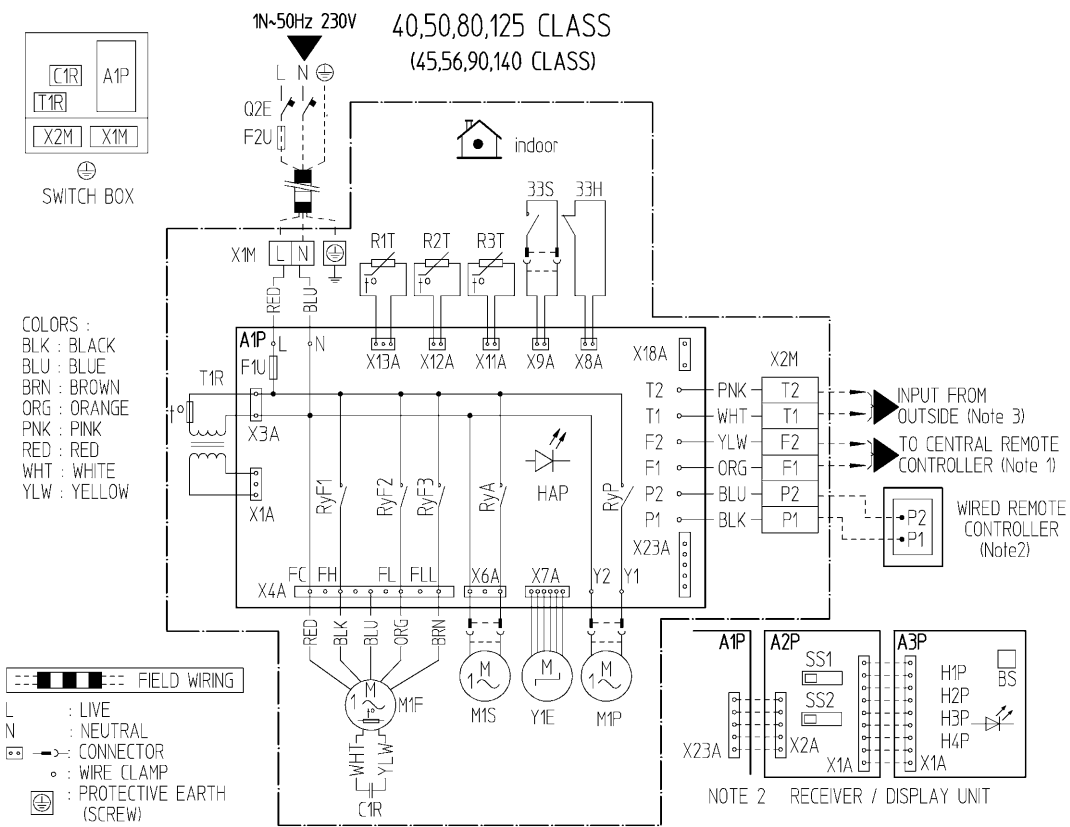 1N~50Hz 230V
40,50,80,125 CLASS
(45,56,90,140 CLASS)
C1R
A1P
T1R
X2M
X1M
SWITCH BOX
L N
Q2E
F2U
indoor
33S
33H
X1M
L N
R1T
R2T
R3T
RED
BLU
COLORS :
BLK : BLACK
BLU : BLUE
BRN : BROWN
ORG : ORANGE
PNK : PINK
RED : RED
WHT : WHITE
YLW : YELLOW
A1P
L
N
X13A
X12A
X11A
X9A
X8A
X18A
X2M
F1U
T1R
t°
t°
t°
t°
X3A
X1A
T2 PNK T2
T1 WHT T1
F2 YLW F2
F1 ORG F1
P2 BLU P2
P1 BLK P1
INPUT FROM
OUTSIDE (Note 3)
TO CENTRAL REMOTE
CONTROLLER (Note 1)
P2
P1
WIRED REMOTE
CONTROLLER
(Note2)
HAP
RyF1
RyF2
RyF3
RyA
RyP
X23A
FC FH FL FLL
X4A
X6A
X7A
Y2 Y1
RED
BLK
BLU
ORG
BRN
M
1~
t°
M1F
M
1~
M1S
M
Y1E
M
1~
M1P
WHT
YLW
C1R
FIELD WIRING
L : LIVE
N : NEUTRAL
: CONNECTOR
: WIRE CLAMP
: PROTECTIVE EARTH
(SCREW)
A1P
A2P
A3P
SS1
SS2
H1P
H2P
H3P
H4P
BS
X23A
X2A
X1A
X1A
NOTE 2 RECEIVER / DISPLAY UNIT